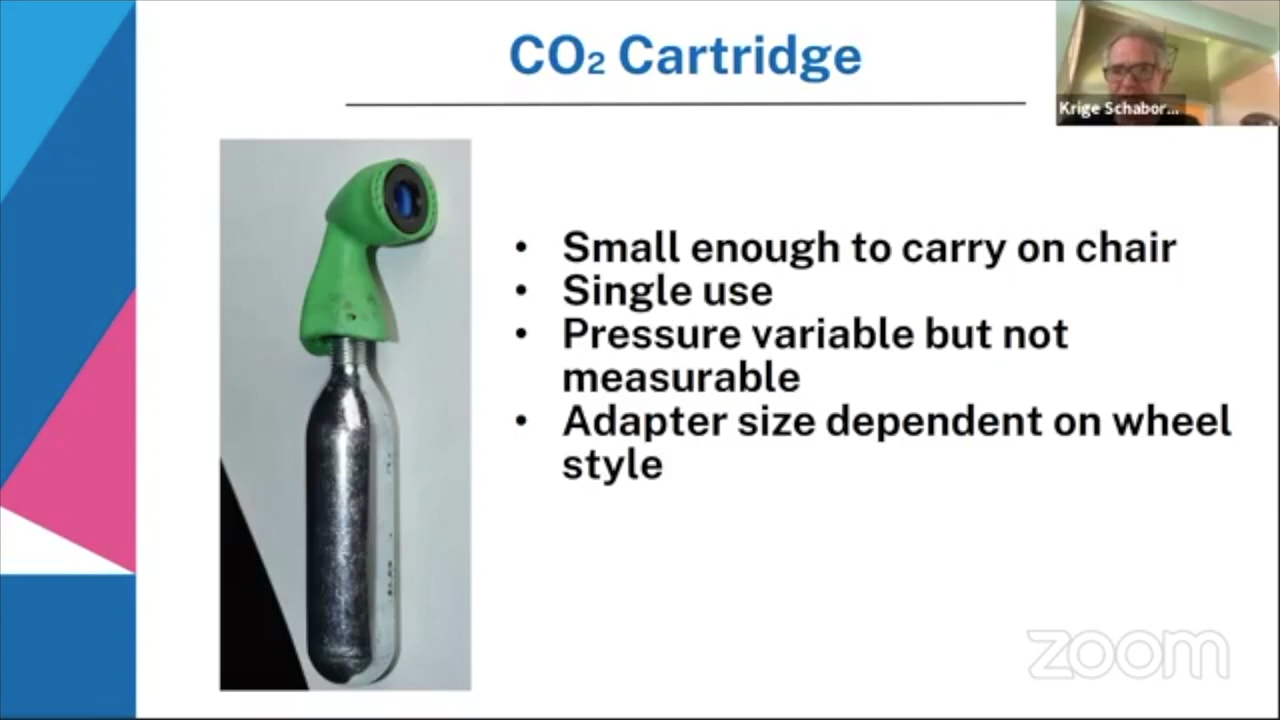 CO₂ Cartridge
Krige Schabor...
• Small enough to carry on chair
• Single use
• Pressure variable but not
measurable
• Adapter size dependent on wheel
style
zoom